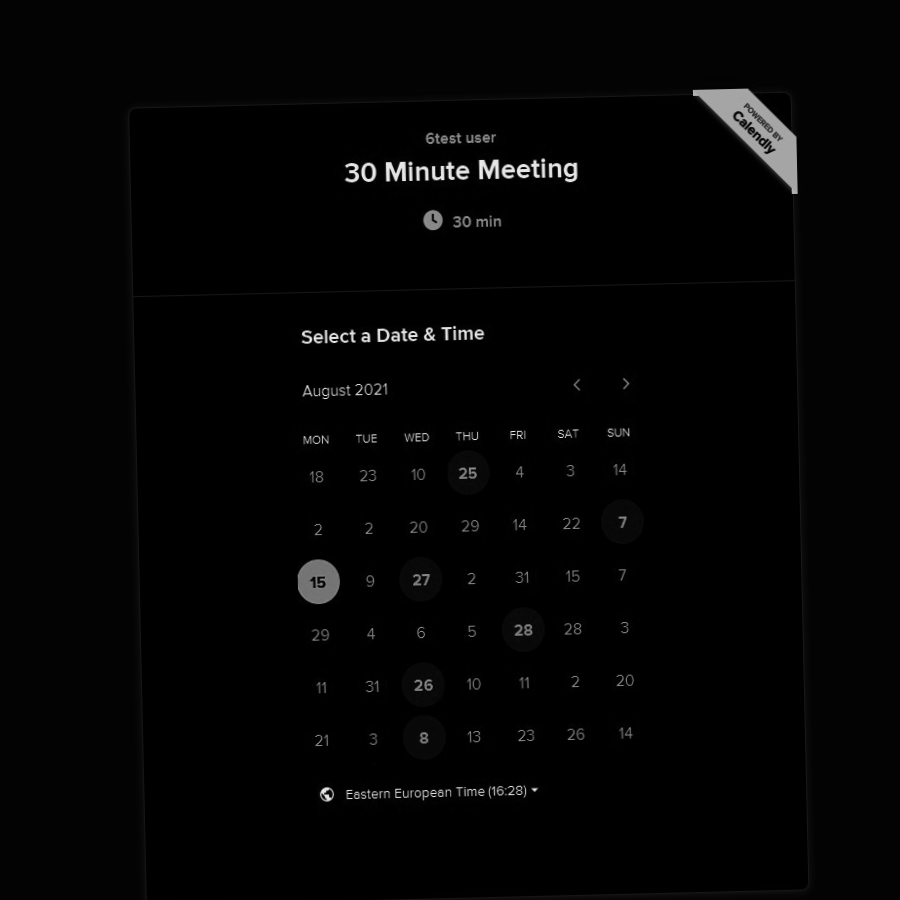 POWERED BY
Calendly
6test user
30 Minute Meeting
30 min
Select a Date & Time
August 2021
MON TUE WED THU FRI SAT SUN
18 23 10 25 4 3 14
2 2 20 29 14 22 7
15 9 27 2 31 15 7
29 4 6 5 28 28 3
11 31 26 10 11 2 20
21 3 8 13 23 26 14
Eastern European Time (16:28)